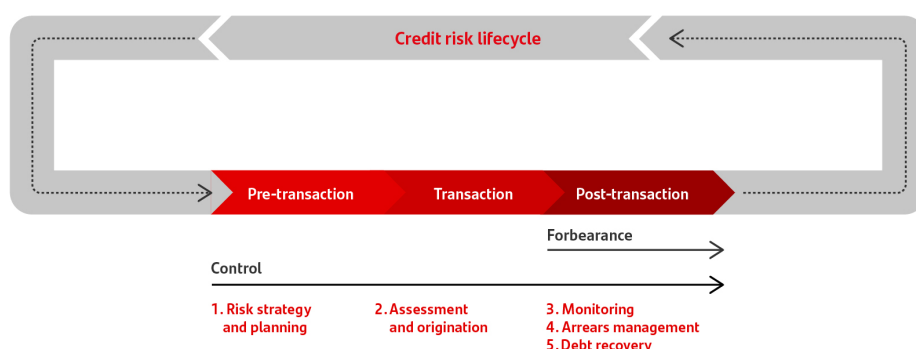 Credit risk lifecycle
Pre-transaction
Transaction
Post-transaction
Forbearance
Control
1. Risk strategy
and planning
2. Assessment
and origination
3. Monitoring
4. Arrears management
5. Debt recovery